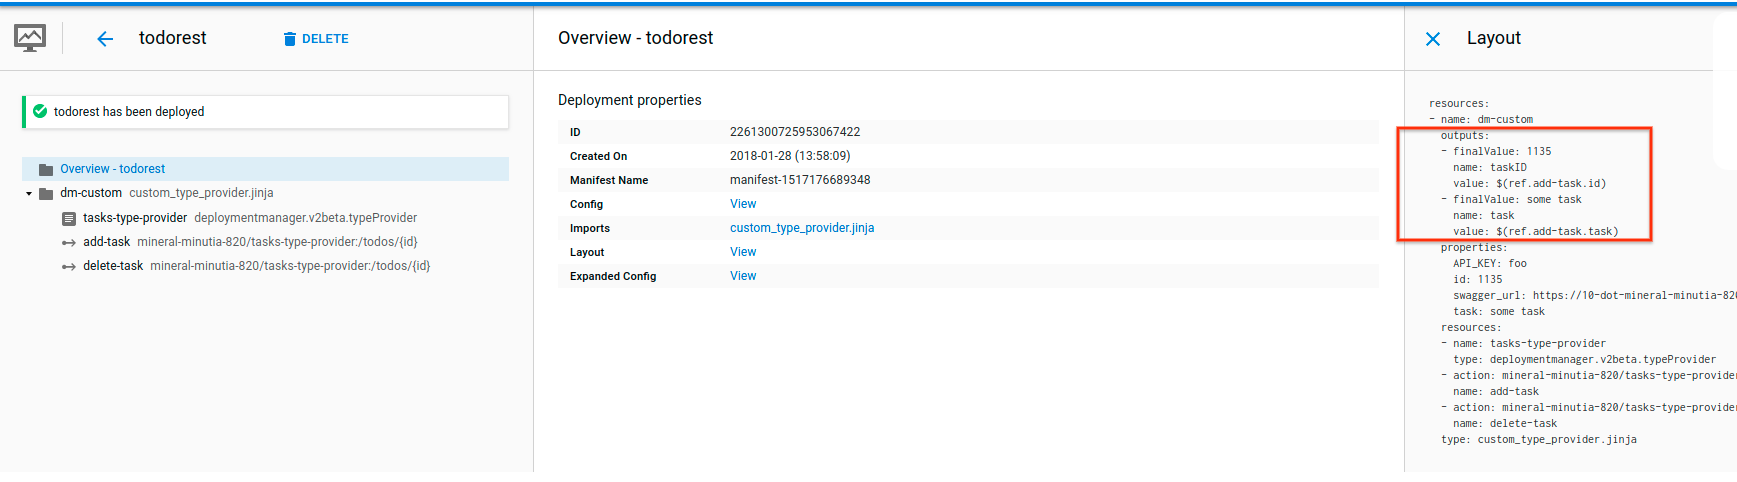 todorest
DELETE
todorest has been deployed
Overview - todorest
dm-custom custom_type_provider.jinja
tasks-type-provider deploymentmanager.v2beta.typeProvider
add-task mineral-minutia-820/tasks-type-provider:/todos/{id}
delete-task mineral-minutia-820/tasks-type-provider:/todos/{id}
Overview - todorest
Deployment properties
ID 2261300725953067422
Created On 2018-01-28 (13:58:09)
Manifest Name manifest-1517176689348
Config View
Imports custom_type_provider.jinja
Layout View
Expanded Config View
Layout
resources:
- name: dm-custom
outputs:
- finalValue: 1135
name: taskID
value: $(ref.add-task.id)
- finalValue: some task
name: task
value: $(ref.add-task.task)
properties:
API_KEY: foo
id: 1135
swagger_url: https://10-dot-mineral-minutia-820
task: some task
resources:
- name: tasks-type-provider
type: deploymentmanager.v2beta.typeProvider
- action: mineral-minutia-820/tasks-type-provider
name: add-task
- action: mineral-minutia-820/tasks-type-provider
name: delete-task
type: custom_type_provider.jinja